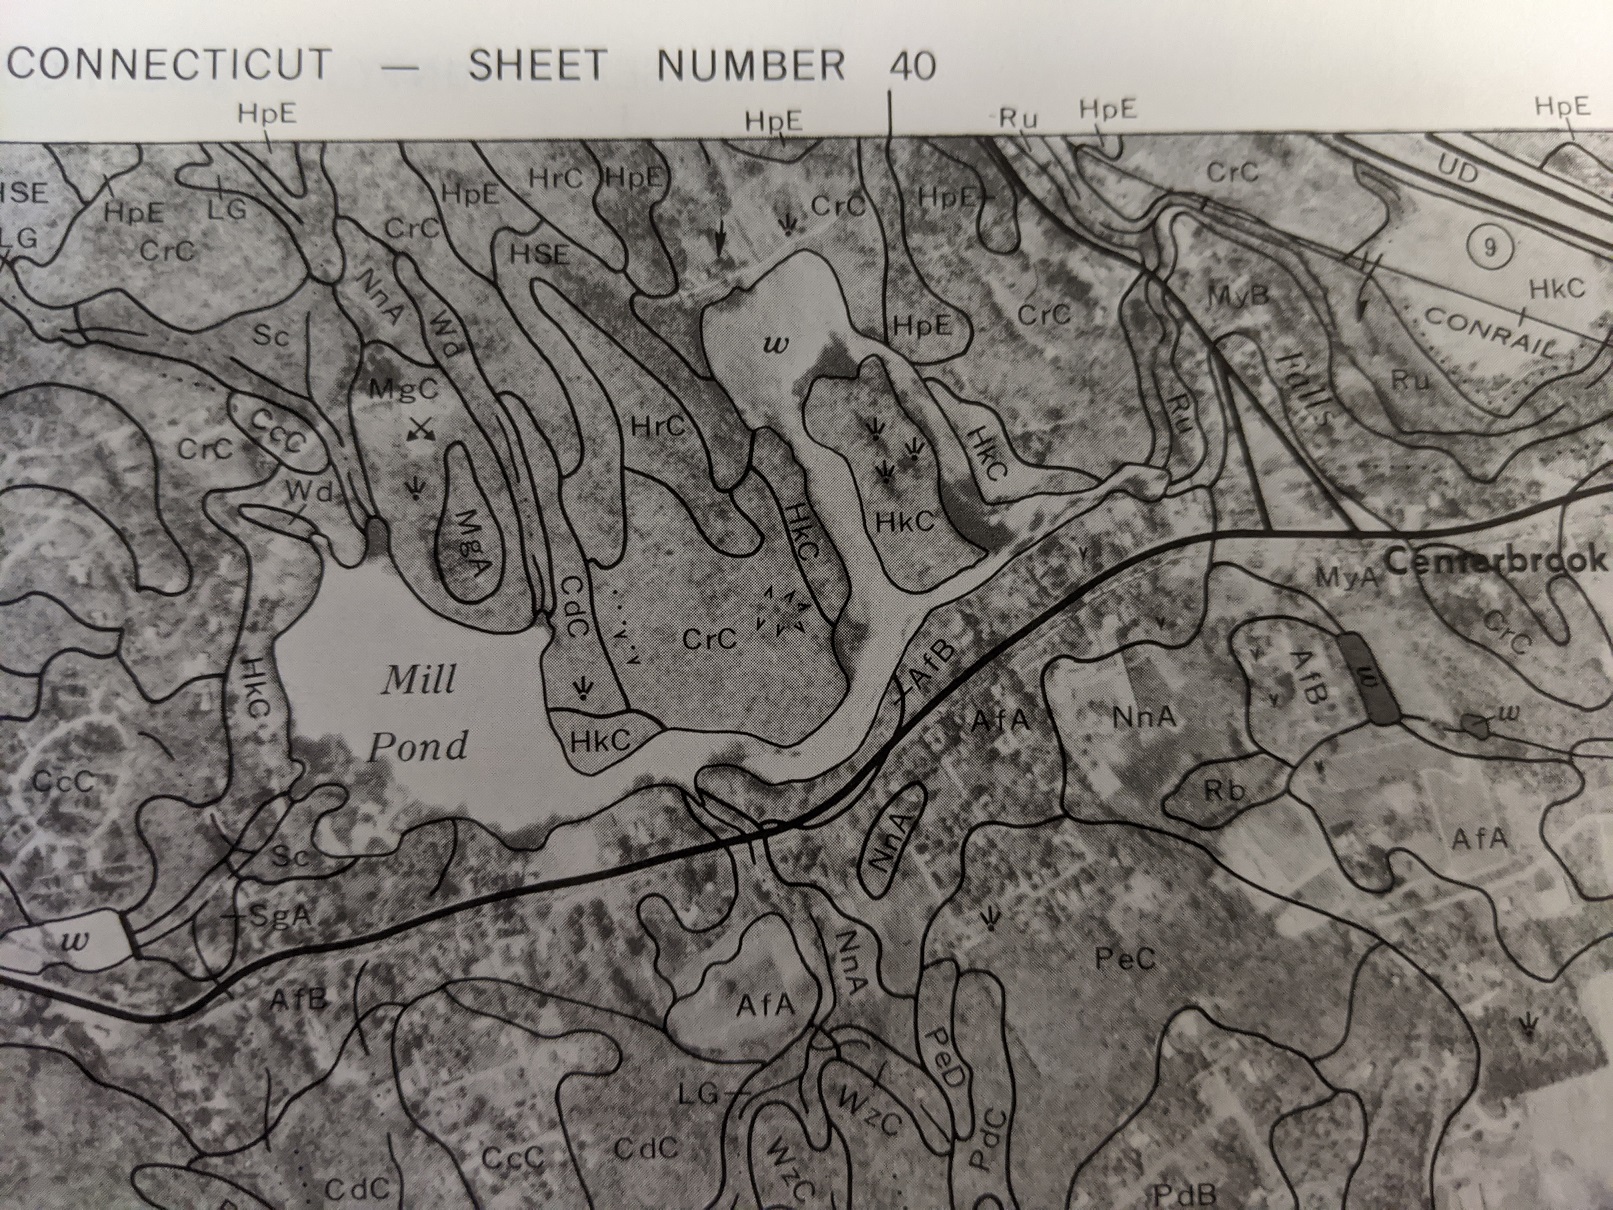 CONNECTICUT — SHEET NUMBER 40
HpE HpE Ru HpE HpE
HSE HpE LG HpE HrC HpE CrC HpE CrC UD
LG CrC CrC HSE 9
NnA Wd w HpE CrC MyB HkC
Sc CONRAIL
MgC Falls Ru
CcC CrC HrC HkC Ru
Wd MgA HkC HkC
Centerbrook
CdC MyA
CrC CrC
Mill HkC AfB AfB w
Pond HkC AfA NnA w
CcC Rb
Sc NnA AfA
SgA
w NnA PeC
AfB AfA
PeD
LG WzC
CcC CdC WzC PdC
CdC PdB